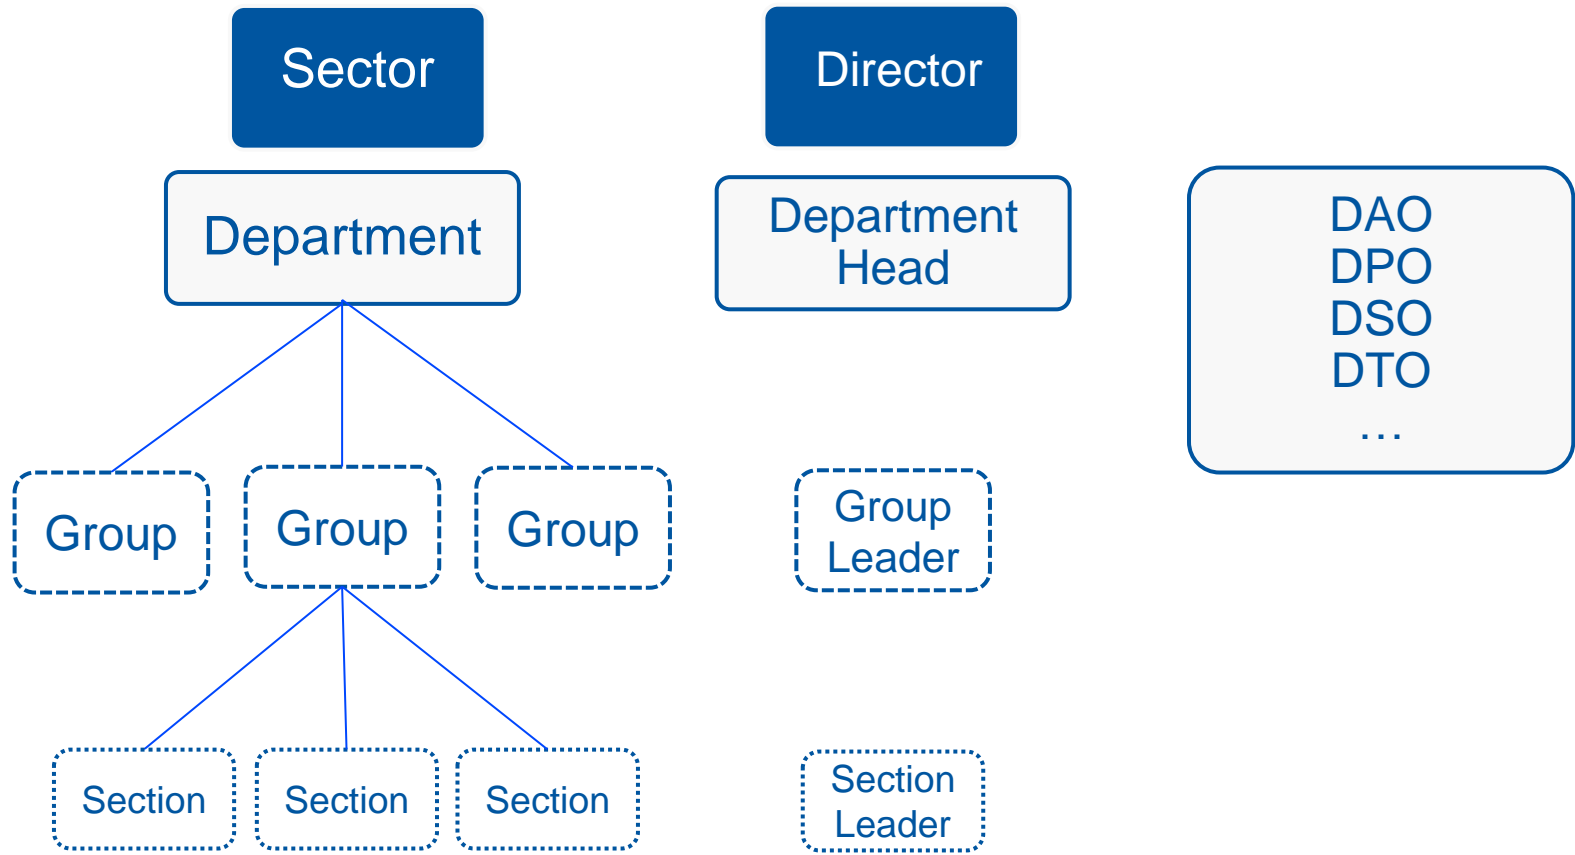 Sector
Director
Department
Department
Head
DAO
DPO
DSO
DTO
…
Group
Group
Group
Group
Leader
Section
Section
Section
Section
Leader